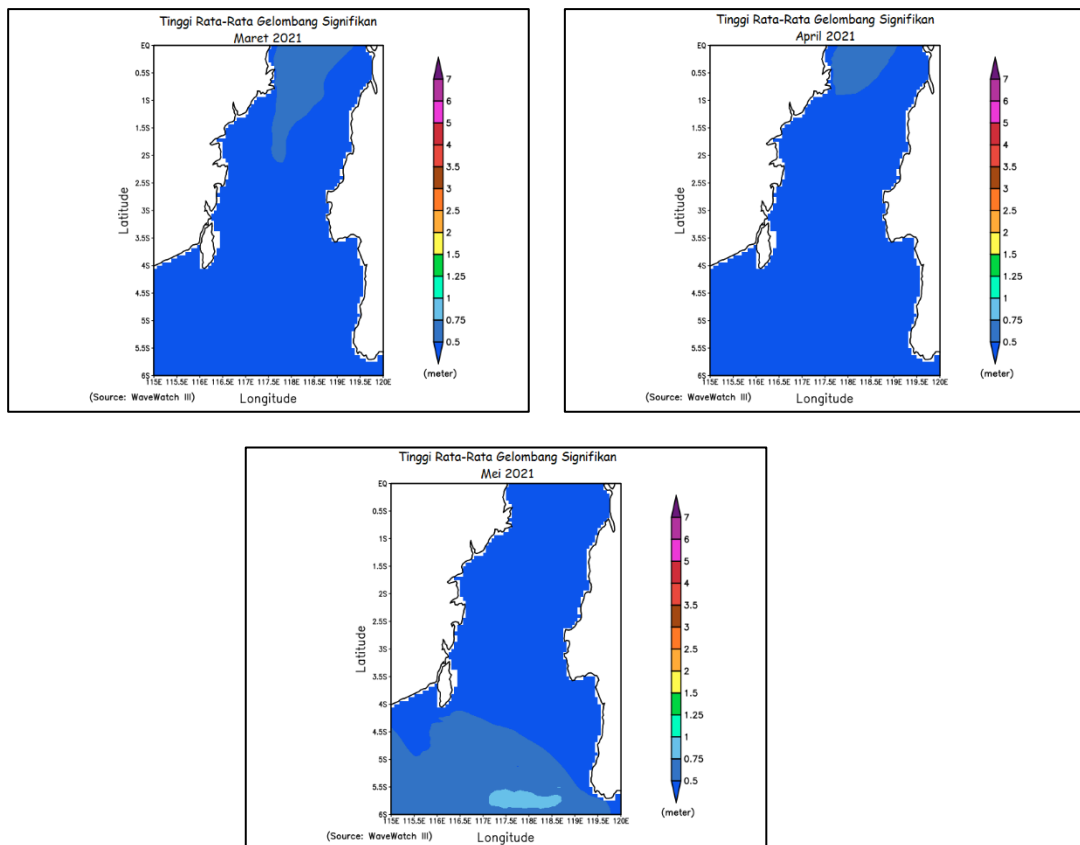 Tinggi Rata-Rata Gelombang Signifikan
Maret 2021
EQ
0.5S
1S
1.5S
2S
2.5S
3S
3.5S
4S
4.5S
5S
5.5S
6S
Latitude
115E 115.5E 116E 116.5E 117E 117.5E 118E 118.5E 119E 119.5E 120E
(Source: WaveWatch III) Longitude
7
6
5
4
3.5
3
2.5
2
1.5
1.25
1
0.75
0.5
(meter)
Tinggi Rata-Rata Gelombang Signifikan
April 2021
EQ
0.5S
1S
1.5S
2S
2.5S
3S
3.5S
4S
4.5S
5S
5.5S
6S
Latitude
115E 115.5E 116E 116.5E 117E 117.5E 118E 118.5E 119E 119.5E 120E
(Source: WaveWatch III) Longitude
7
6
5
4
3.5
3
2.5
2
1.5
1.25
1
0.75
0.5
(meter)
Tinggi Rata-Rata Gelombang Signifikan
Mei 2021
EQ
0.5S
1S
1.5S
2S
2.5S
3S
3.5S
4S
4.5S
5S
5.5S
6S
Latitude
115E 115.5E 116E 116.5E 117E 117.5E 118E 118.5E 119E 119.5E 120E
(Source: WaveWatch III) Longitude
7
6
5
4
3.5
3
2.5
2
1.5
1.25
1
0.75
0.5
(meter)